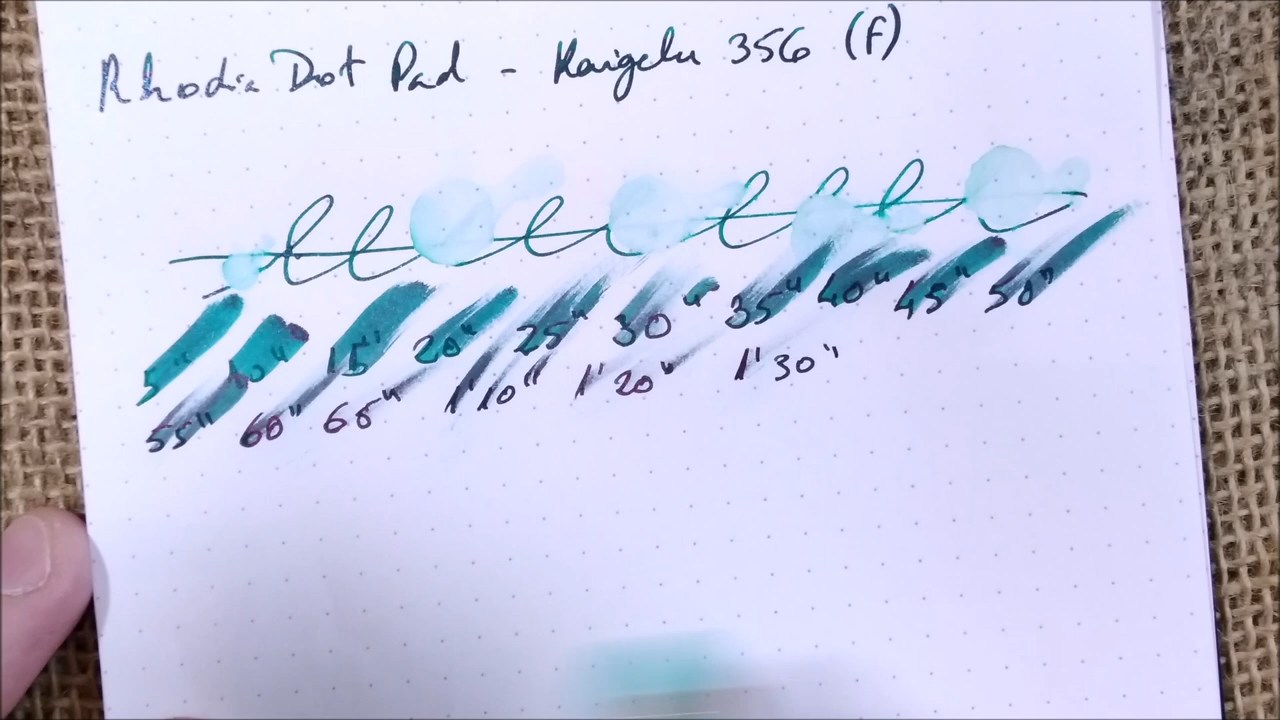 Rhodia Dot Pad - Kaigelu 356 (F)
5" 10" 15" 20" 25" 30" 35" 40" 45" 50"
55" 60" 65" 1'10" 1'20" 1'30"